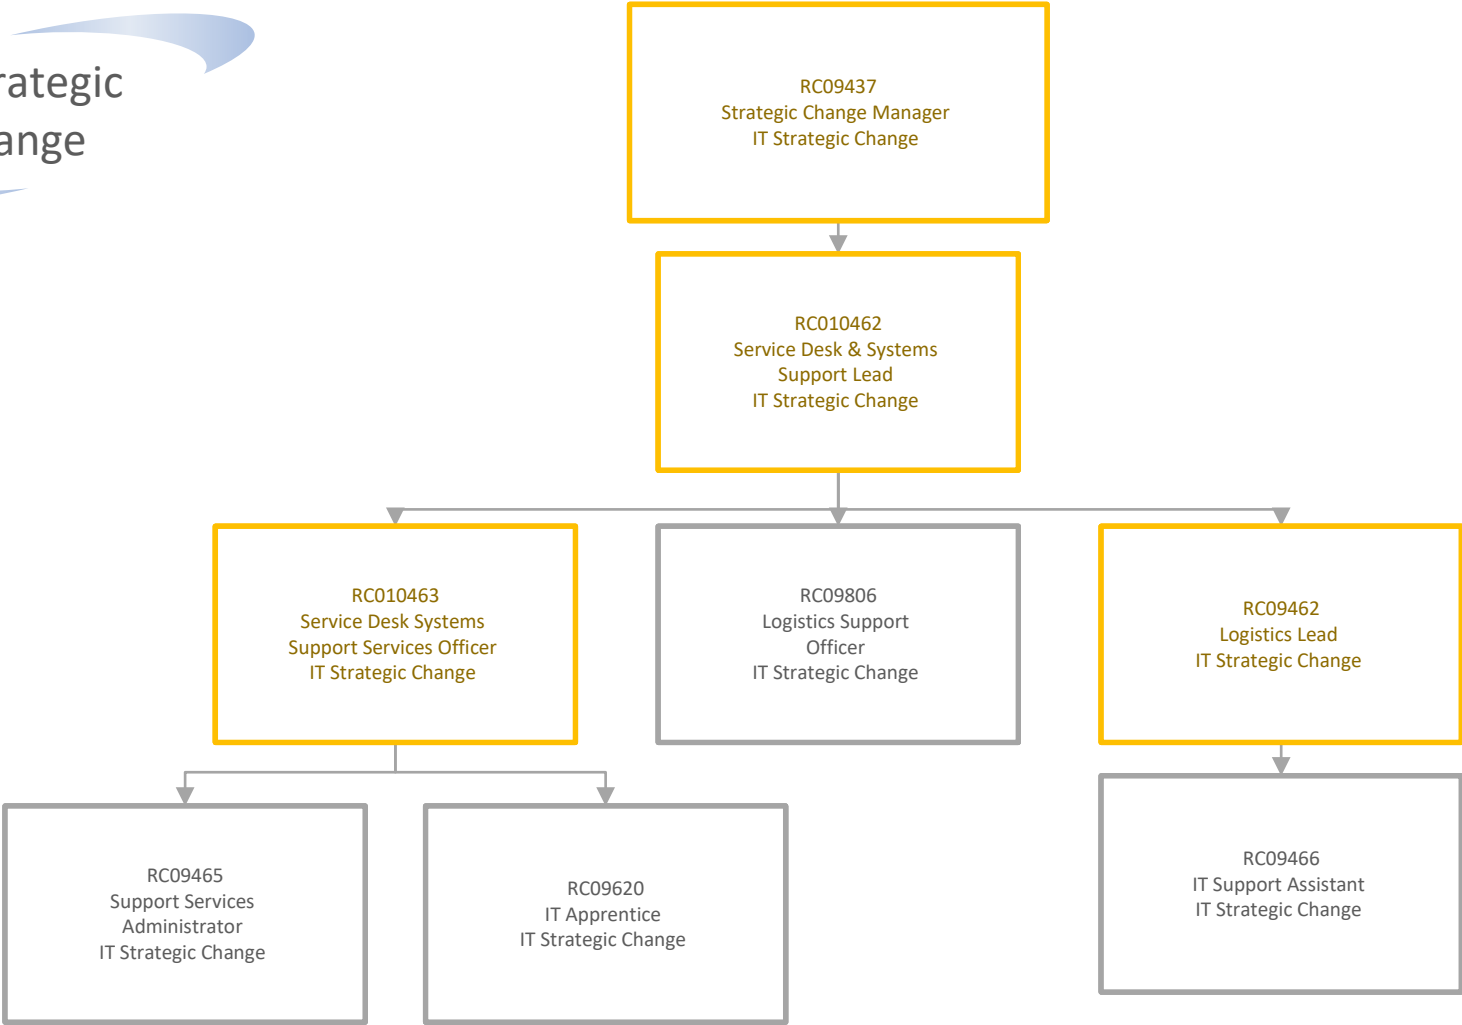 rategic
ange
RC09437
Strategic Change Manager
IT Strategic Change
RC010462
Service Desk & Systems
Support Lead
IT Strategic Change
RC010463
Service Desk Systems
Support Services Officer
IT Strategic Change
RC09806
Logistics Support
Officer
IT Strategic Change
RC09462
Logistics Lead
IT Strategic Change
RC09465
Support Services
Administrator
IT Strategic Change
RC09620
IT Apprentice
IT Strategic Change
RC09466
IT Support Assistant
IT Strategic Change